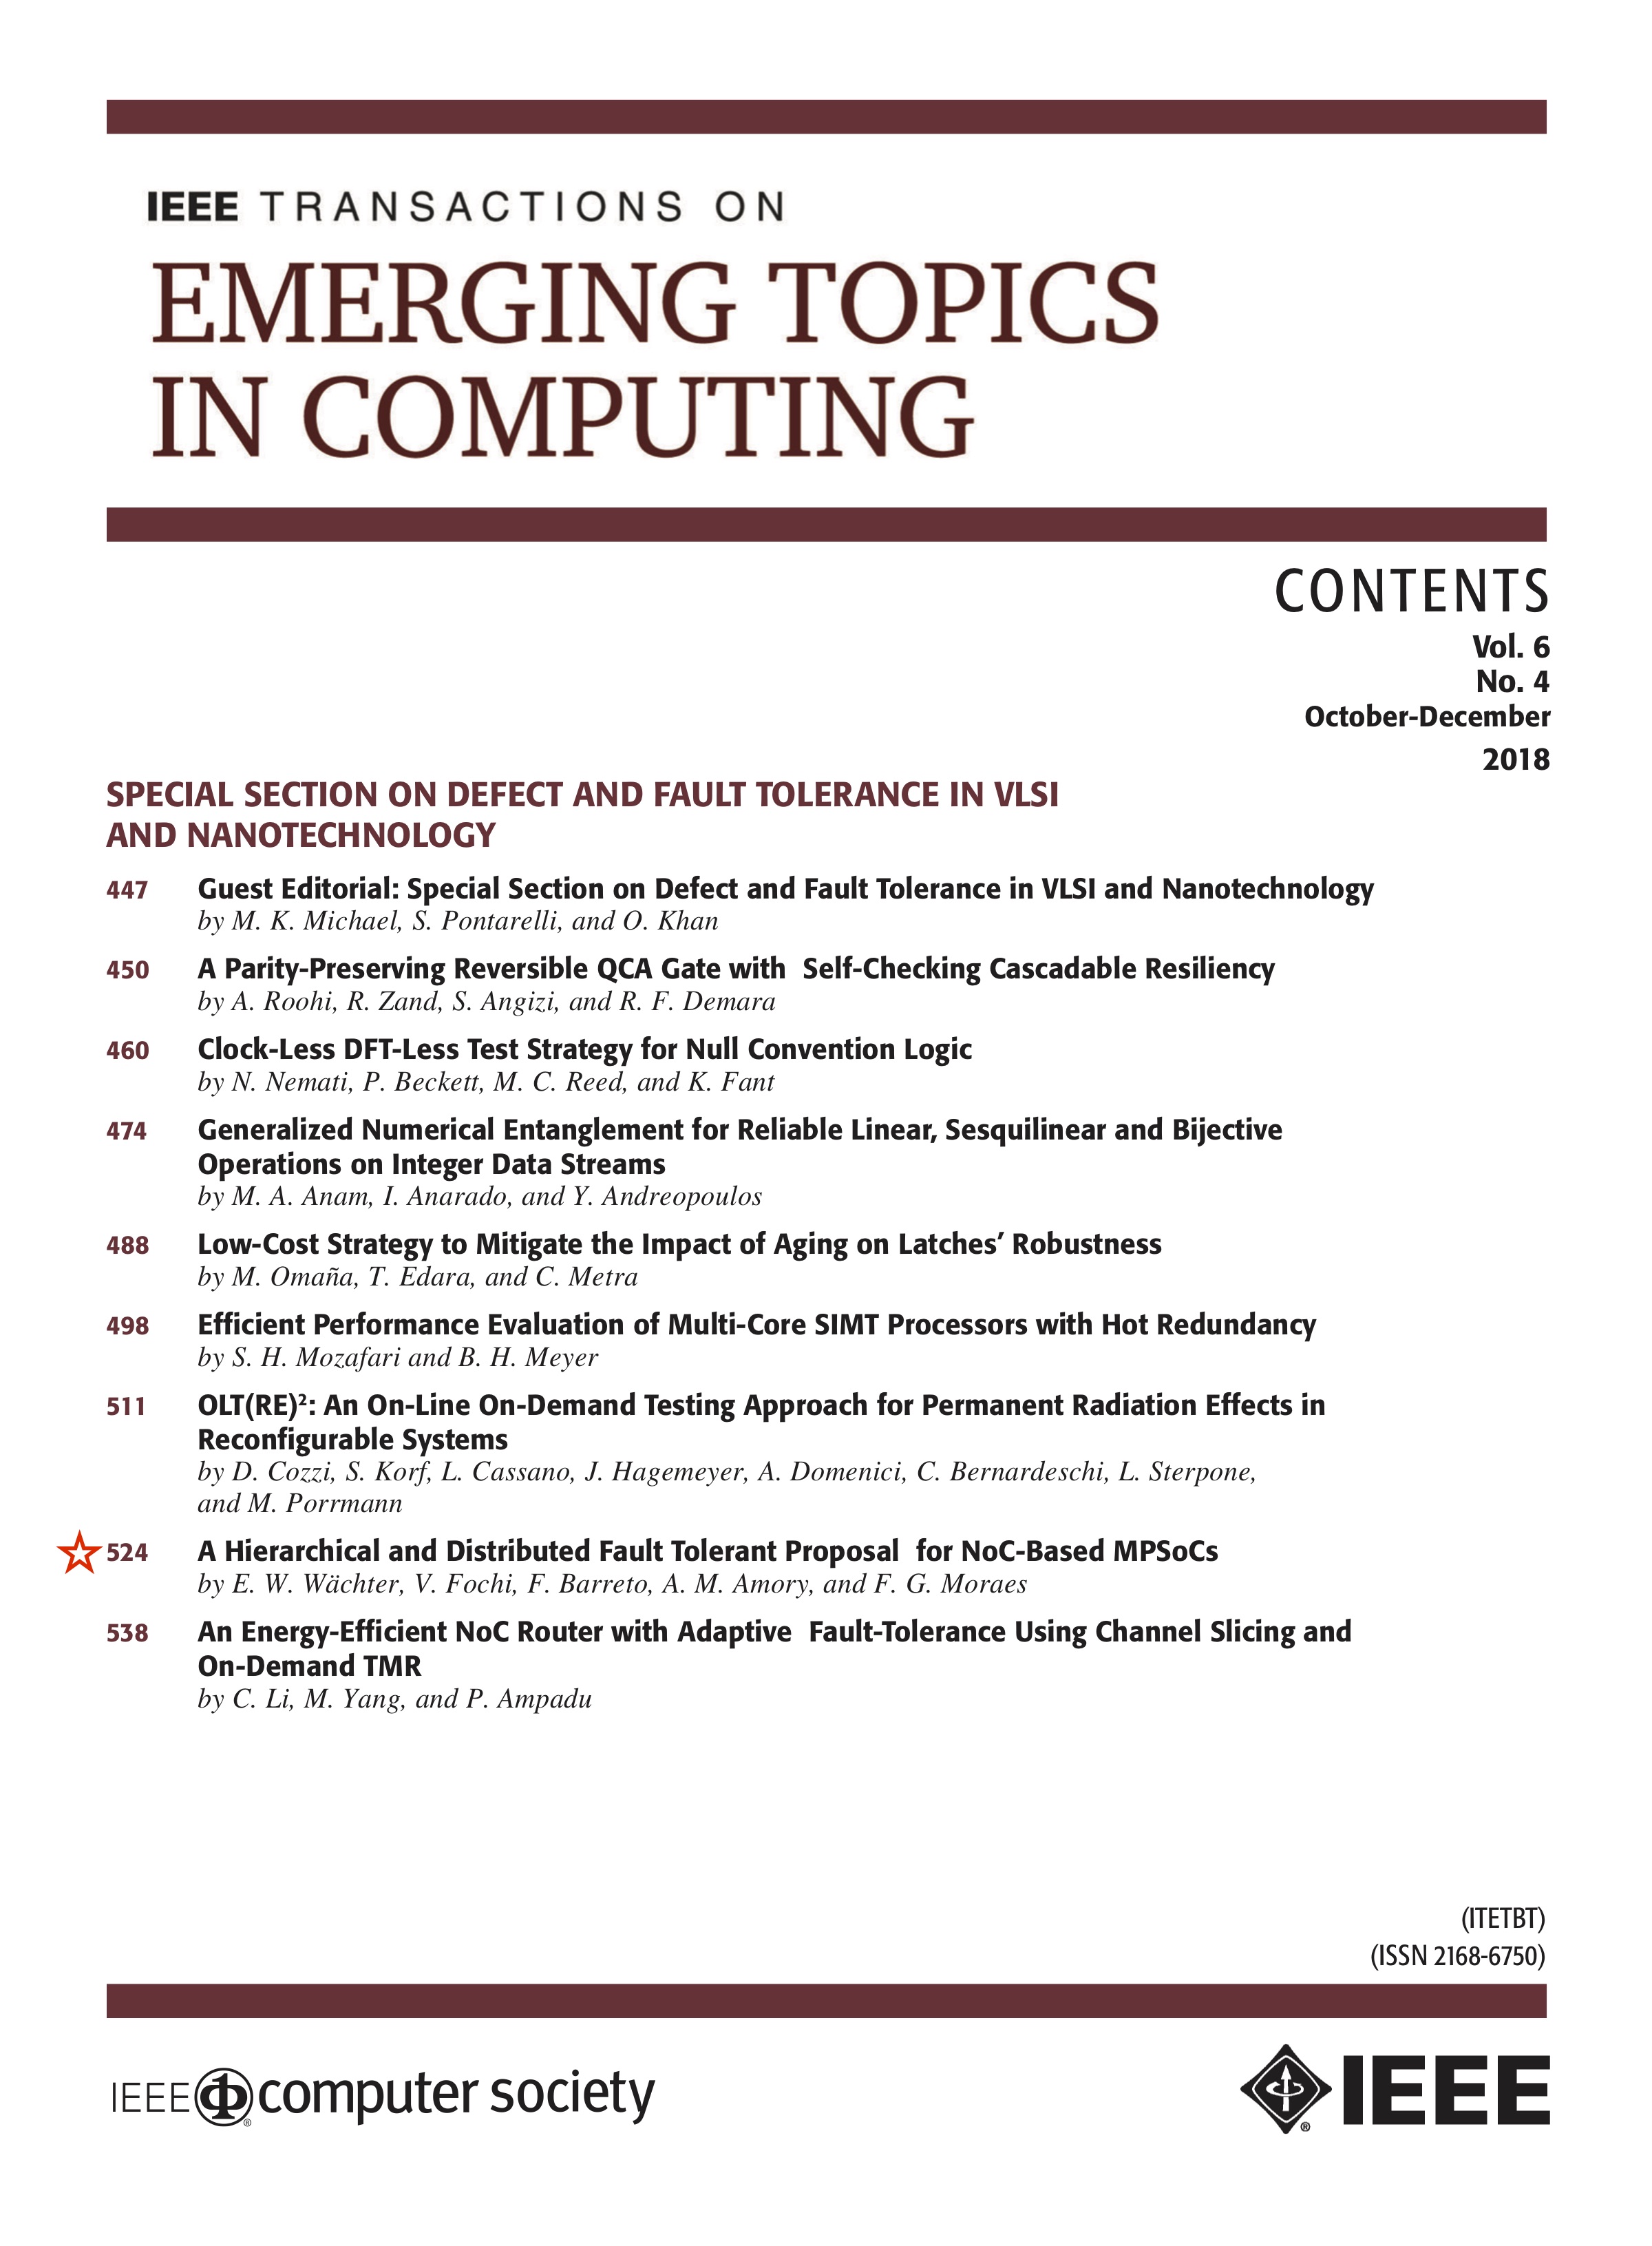 IEEE TRANSACTIONS ON
EMERGING TOPICS
IN COMPUTING
CONTENTS
Vol. 6
No. 4
October-December
2018
SPECIAL SECTION ON DEFECT AND FAULT TOLERANCE IN VLSI
AND NANOTECHNOLOGY
447 Guest Editorial: Special Section on Defect and Fault Tolerance in VLSI and Nanotechnology
by M. K. Michael, S. Pontarelli, and O. Khan
450 A Parity-Preserving Reversible QCA Gate with Self-Checking Cascadable Resiliency
by A. Roohi, R. Zand, S. Angizi, and R. F. Demara
460 Clock-Less DFT-Less Test Strategy for Null Convention Logic
by N. Nemati, P. Beckett, M. C. Reed, and K. Fant
474 Generalized Numerical Entanglement for Reliable Linear, Sesquilinear and Bijective
Operations on Integer Data Streams
by M. A. Anam, I. Anarado, and Y. Andreopoulos
488 Low-Cost Strategy to Mitigate the Impact of Aging on Latches’ Robustness
by M. Omaña, T. Edara, and C. Metra
498 Efficient Performance Evaluation of Multi-Core SIMT Processors with Hot Redundancy
by S. H. Mozafari and B. H. Meyer
511 OLT(RE)²: An On-Line On-Demand Testing Approach for Permanent Radiation Effects in
Reconfigurable Systems
by D. Cozzi, S. Korf, L. Cassano, J. Hagemeyer, A. Domenici, C. Bernardeschi, L. Sterpone,
and M. Porrmann
524 A Hierarchical and Distributed Fault Tolerant Proposal for NoC-Based MPSoCs
by E. W. Wächter, V. Fochi, F. Barreto, A. M. Amory, and F. G. Moraes
538 An Energy-Efficient NoC Router with Adaptive Fault-Tolerance Using Channel Slicing and
On-Demand TMR
by C. Li, M. Yang, and P. Ampadu
(ITETBT)
(ISSN 2168-6750)
IEEE computer society
® IEEE